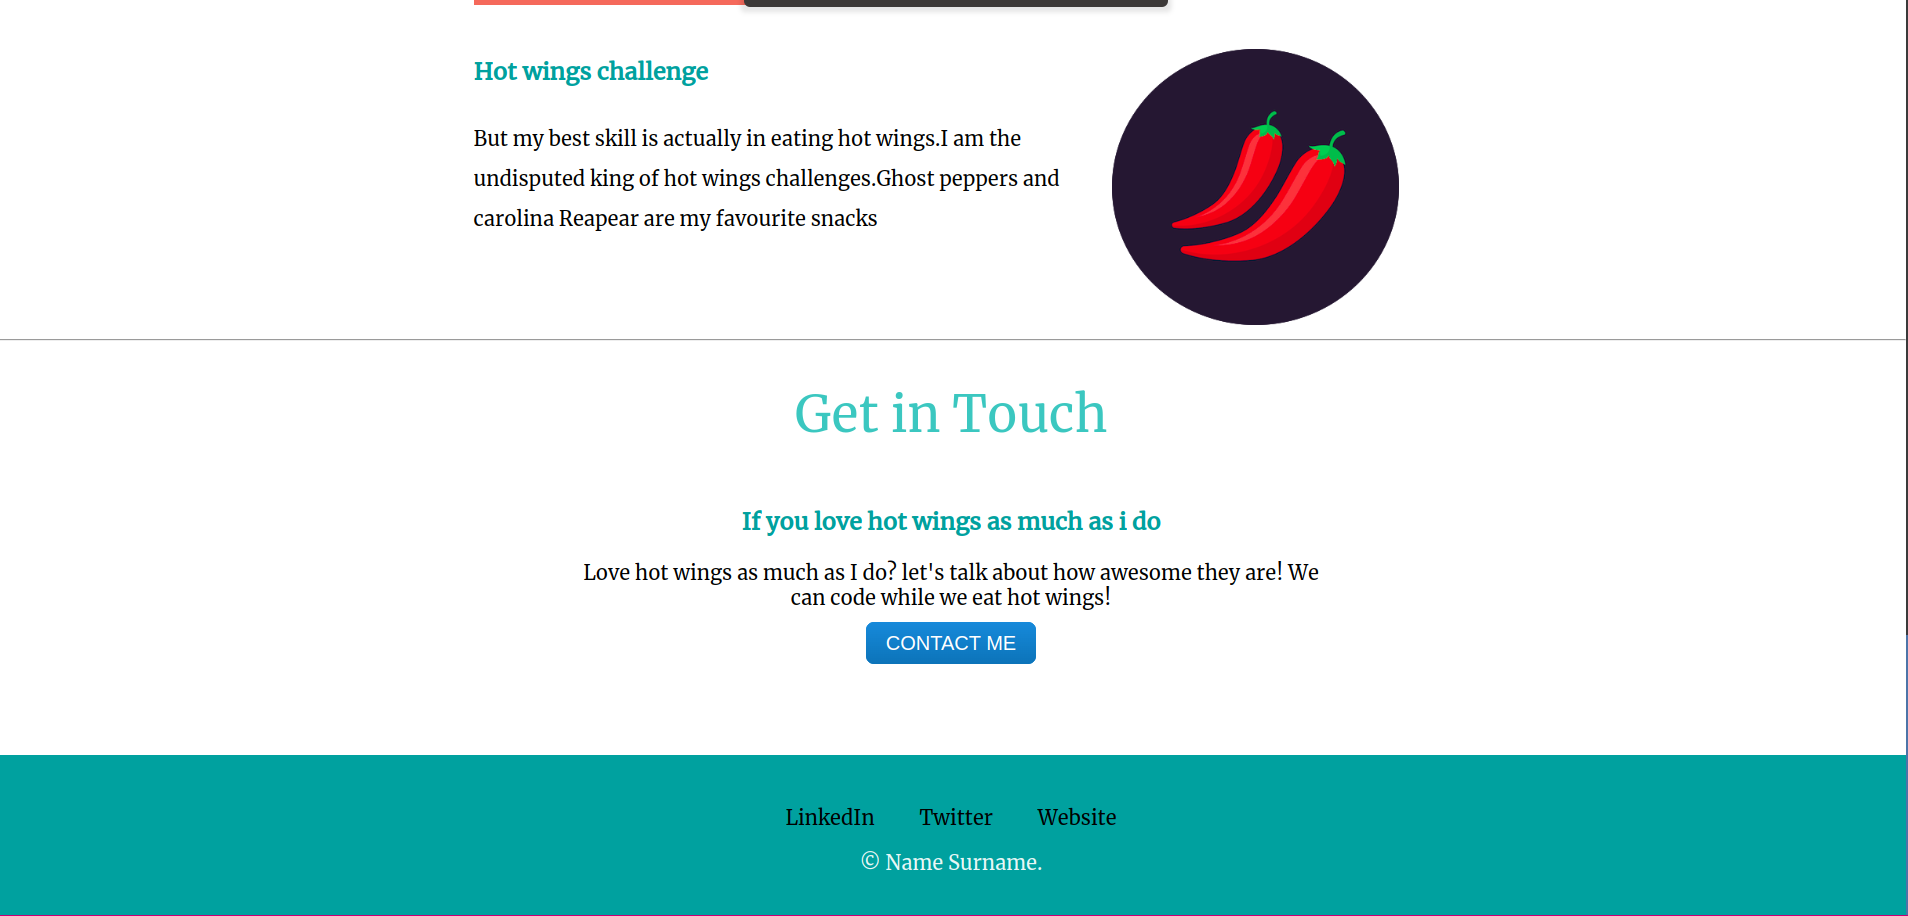 Hot wings challenge
But my best skill is actually in eating hot wings.I am the
undisputed king of hot wings challenges.Ghost peppers and
carolina Reapear are my favourite snacks
Get in Touch
If you love hot wings as much as i do
Love hot wings as much as I do? let's talk about how awesome they are! We
can code while we eat hot wings!
CONTACT ME
LinkedIn Twitter Website
© Name Surname.